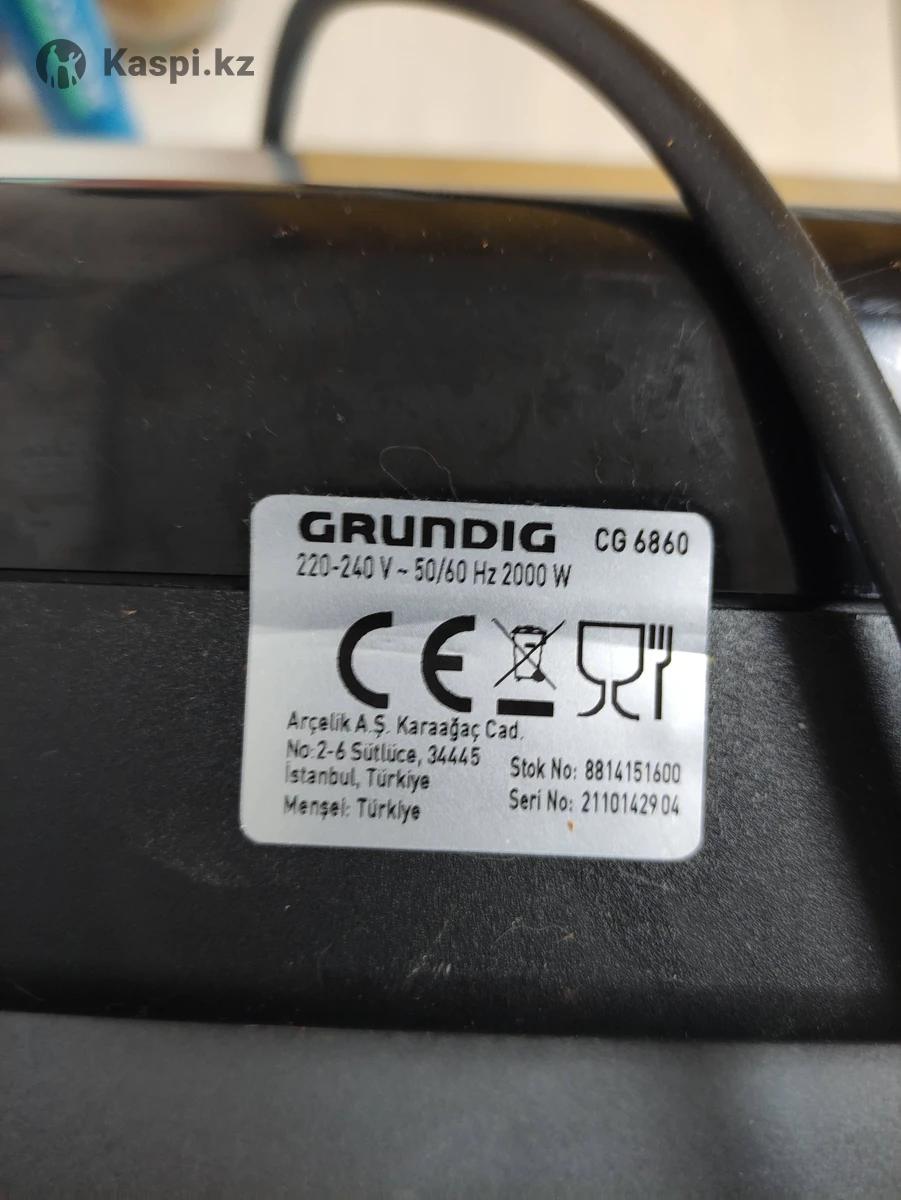 Kaspi.kz
GRUNDIG CG 6860
220-240 V ~ 50/60 Hz 2000 W
CE
Arçelik A.Ş. Karaağaç Cad.
No:2-6 Sütlüce, 34445
İstanbul, Türkiye
Menşei: Türkiye
Stok No: 8814151600
Seri No: 2110142904